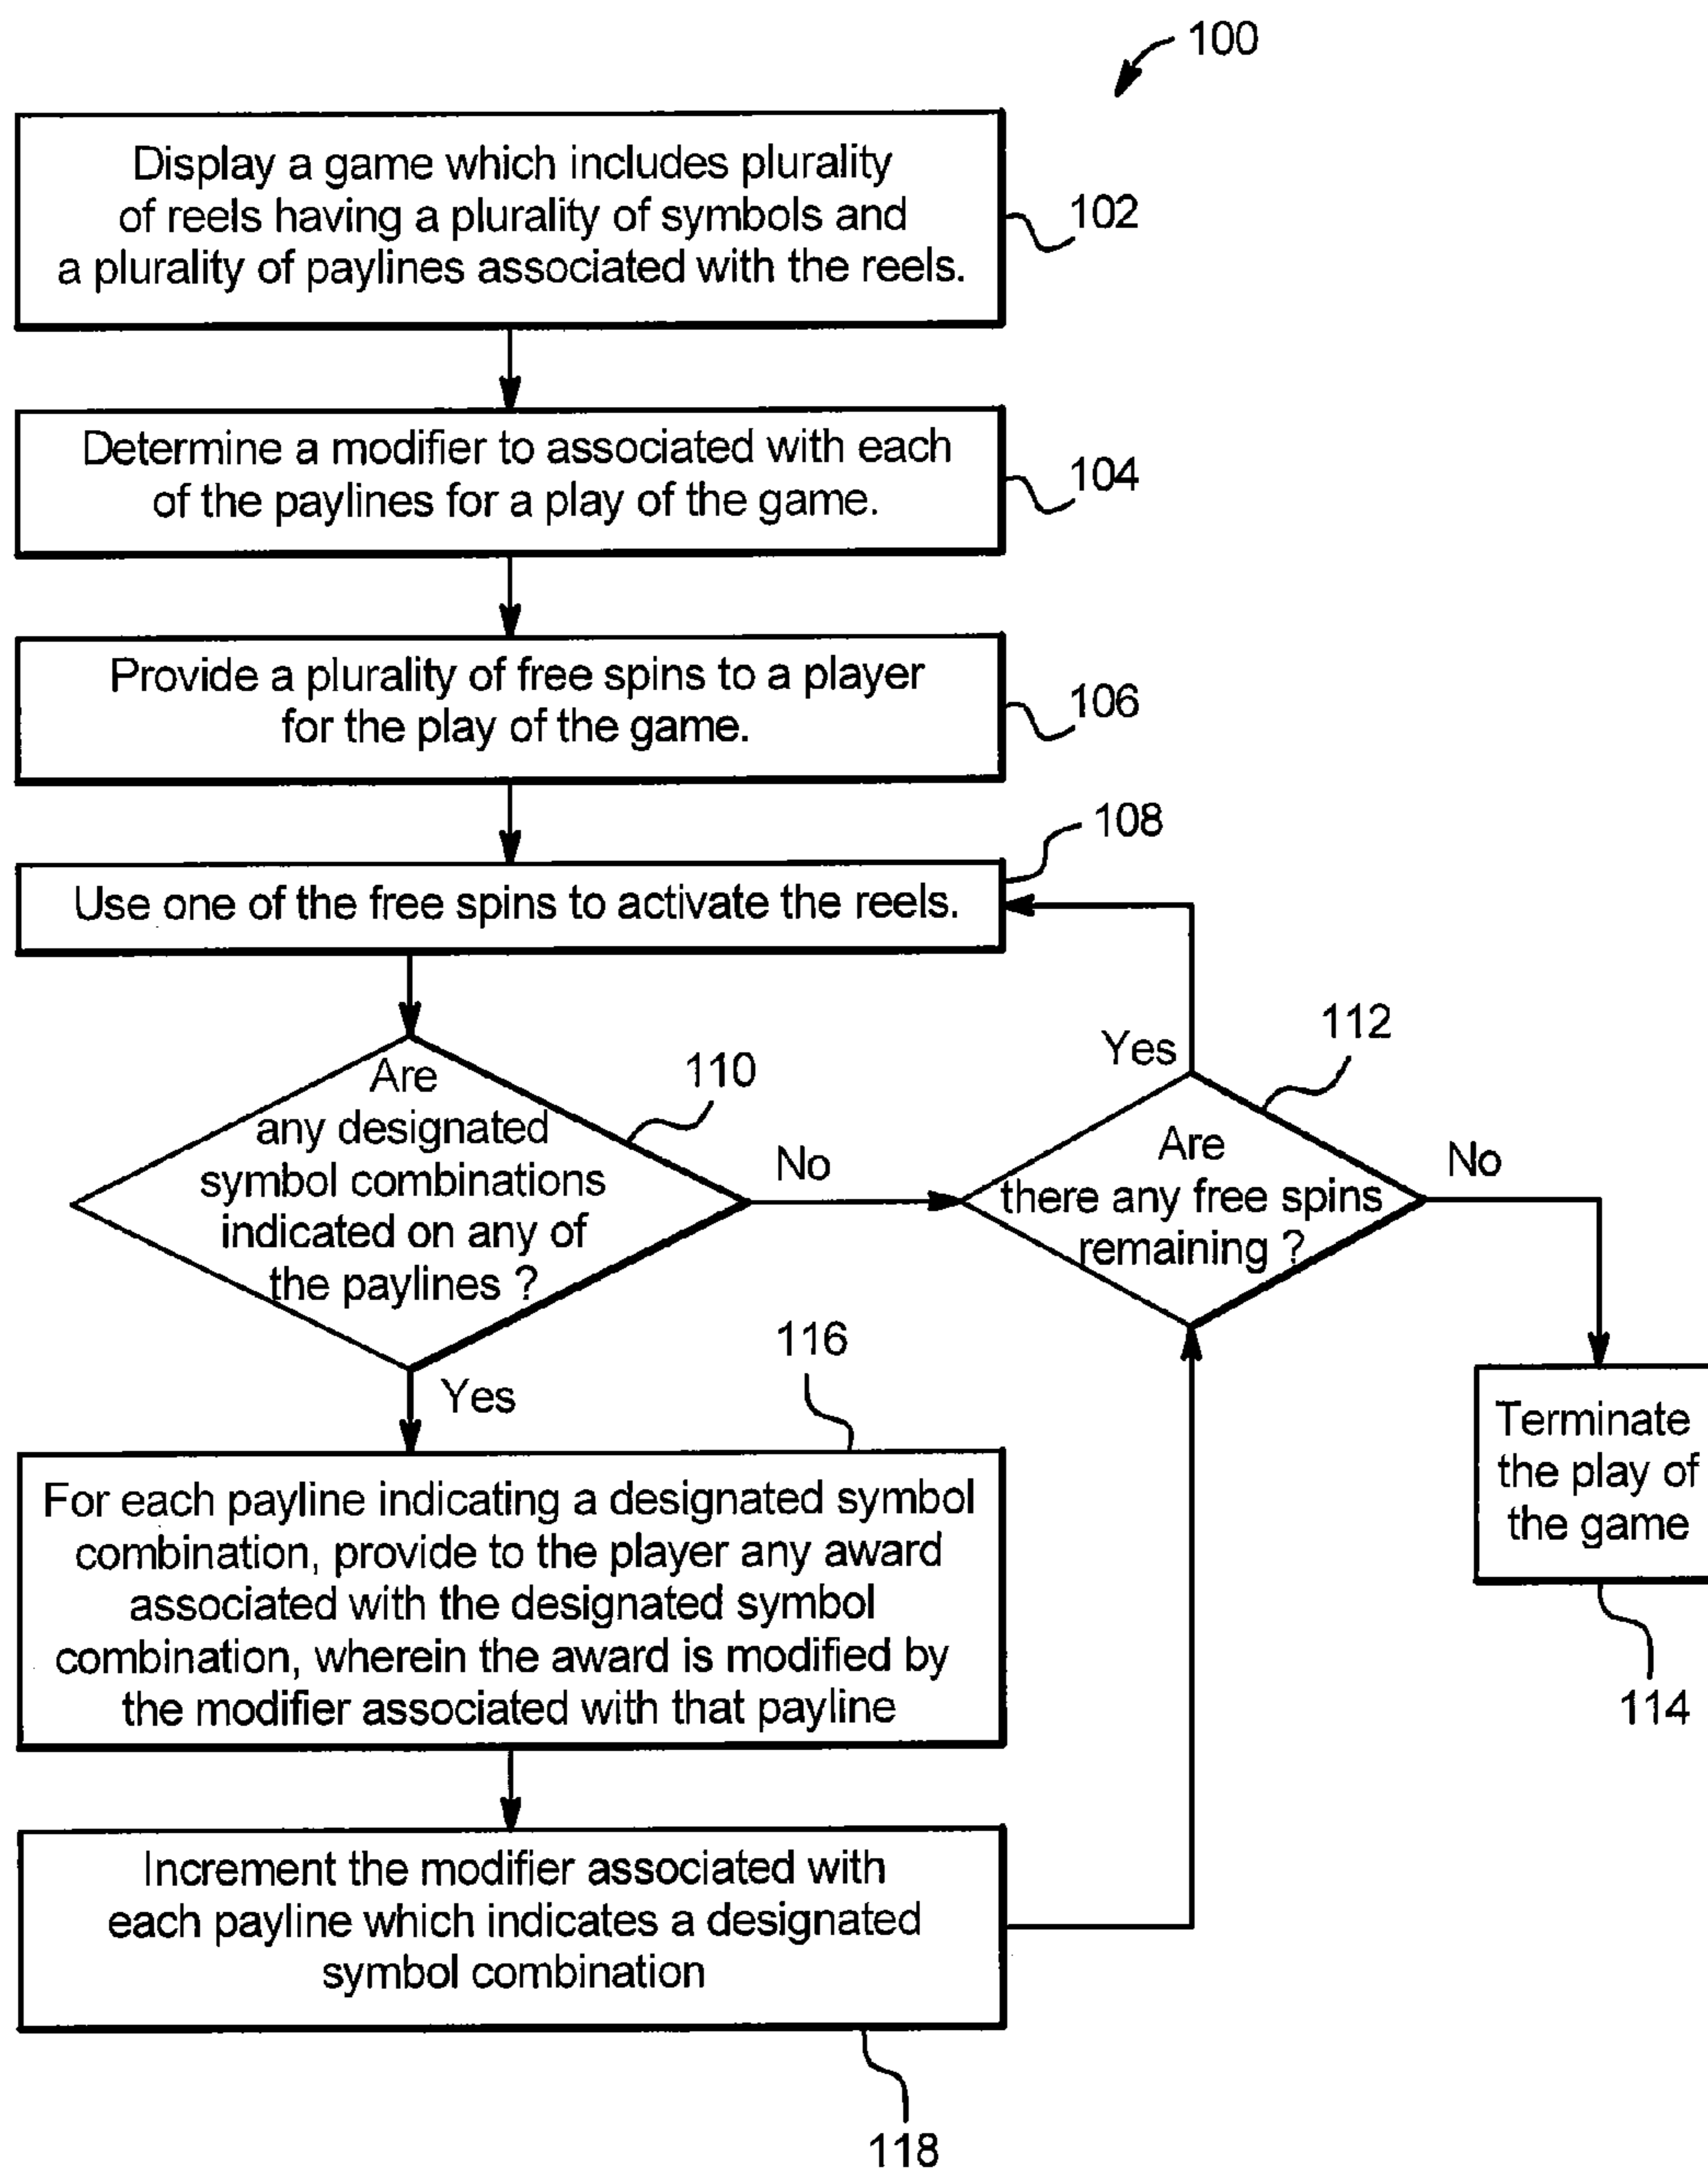 100
Display a game which includes plurality
of reels having a plurality of symbols and
a plurality of paylines associated with the reels.
102
Determine a modifier to associated with each
of the paylines for a play of the game.
104
Provide a plurality of free spins to a player
for the play of the game.
106
108
Use one of the free spins to activate the reels.
Are
any designated
symbol combinations
indicated on any of
the paylines ?
110
No
Yes
112
Yes
Are
there any free spins
remaining ?
No
116
For each payline indicating a designated symbol
combination, provide to the player any award
associated with the designated symbol
combination, wherein the award is modified by
the modifier associated with that payline
Terminate
the play of
the game
114
Increment the modifier associated with
each payline which indicates a designated
symbol combination
118